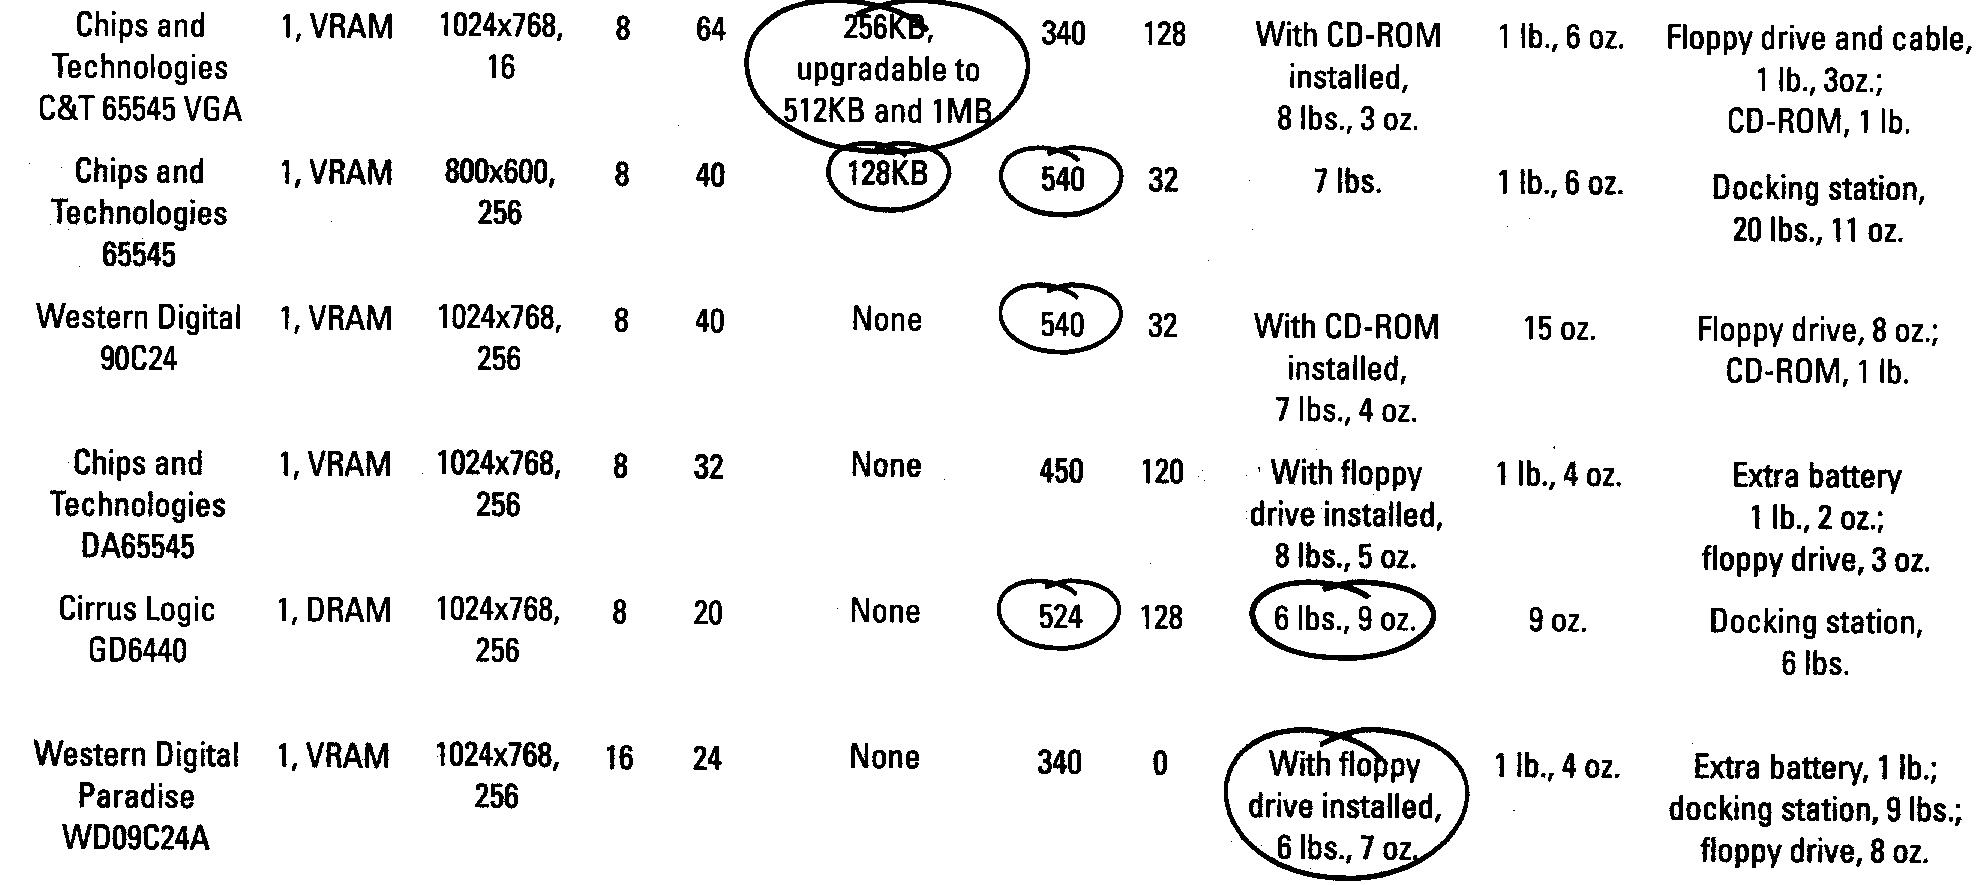 Chips and 1, VRAM 1024x768, 8 64 256KB, 340 128 With CD-ROM 1 lb., 6 oz. Floppy drive and cable,
Technologies 16 upgradable to installed, 1 lb., 3oz.;
C&T 65545 VGA 512KB and 1MB 8 lbs., 3 oz. CD-ROM, 1 lb.
Chips and 1, VRAM 800x600, 8 40 128KB 540 32 7 lbs. 1 lb., 6 oz. Docking station,
Technologies 256 20 lbs., 11 oz.
65545
Western Digital 1, VRAM 1024x768, 8 40 None 540 32 With CD-ROM 15 oz. Floppy drive, 8 oz.;
90C24 256 installed, CD-ROM, 1 lb.
7 lbs., 4 oz.
Chips and 1, VRAM 1024x768, 8 32 None 450 120 With floppy 1 lb., 4 oz. Extra battery
Technologies 256 drive installed, 1 lb., 2 oz.;
DA65545 8 lbs., 5 oz. floppy drive, 3 oz.
Cirrus Logic 1, DRAM 1024x768, 8 20 None 524 128 6 lbs., 9 oz. 9 oz. Docking station,
GD6440 256 6 lbs.
Western Digital 1, VRAM 1024x768, 16 24 None 340 0 With floppy 1 lb., 4 oz. Extra battery, 1 lb.;
Paradise 256 drive installed, docking station, 9 lbs.;
WD09C24A 6 lbs., 7 oz. floppy drive, 8 oz.